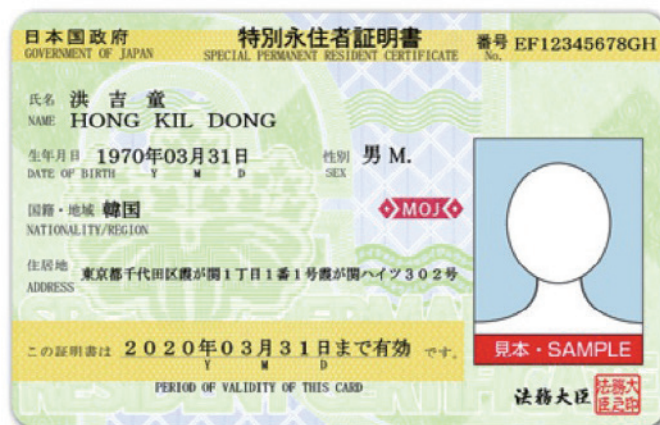 日本国政府 特別永住者証明書 番号 EF12345678GH
GOVERNMENT OF JAPAN SPECIAL PERMANENT RESIDENT CERTIFICATE No.
氏名 洪 吉 童
NAME HONG KIL DONG
生年月日 1970年03月31日 性別 男 M.
DATE OF BIRTH Y M D SEX
国籍・地域 韓国 MOJ
NATIONALITY/REGION
住居地 東京都千代田区霞が関1丁目1番1号霞が関ハイツ302号
ADDRESS
この証明書は 2020年03月31日まで有効 です。
Y M D
見本・SAMPLE
PERIOD OF VALIDITY OF THIS CARD
法務大臣 法務大臣之印